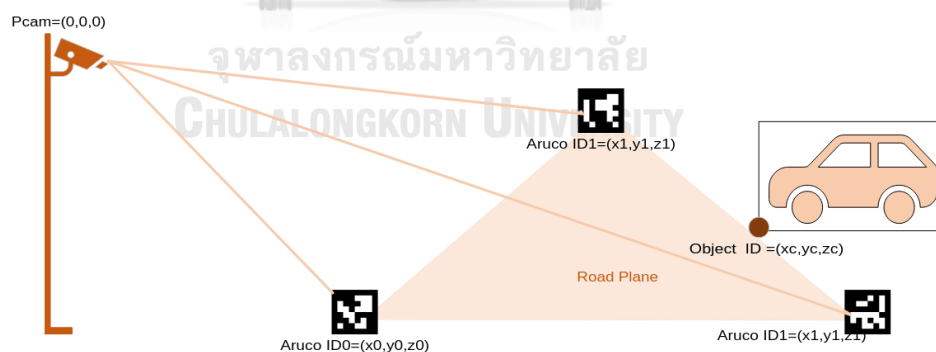 Pcam=(0,0,0)
จุฬาลงกรณ์มหาวิทยาลัย
CHULALONGKORN UNIVERSITY
Aruco ID1=(x1,y1,z1)
Object ID =(xc,yc,zc)
Road Plane
Aruco ID1=(x1,y1,z1)
Aruco ID0=(x0,y0,z0)